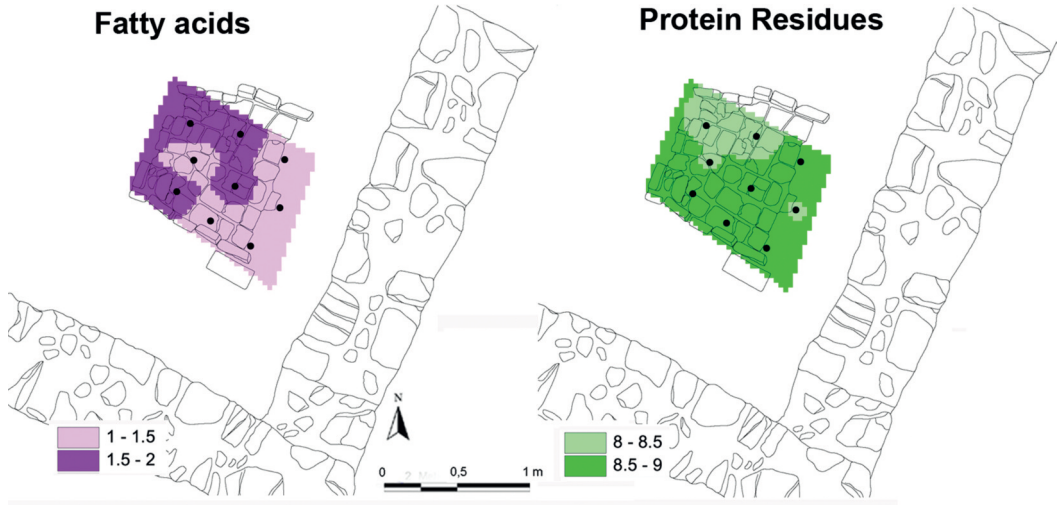 Fatty acids
Protein Residues
1 - 1.5
1.5 - 2
N
0 0,5 1 m
8 - 8.5
8.5 - 9